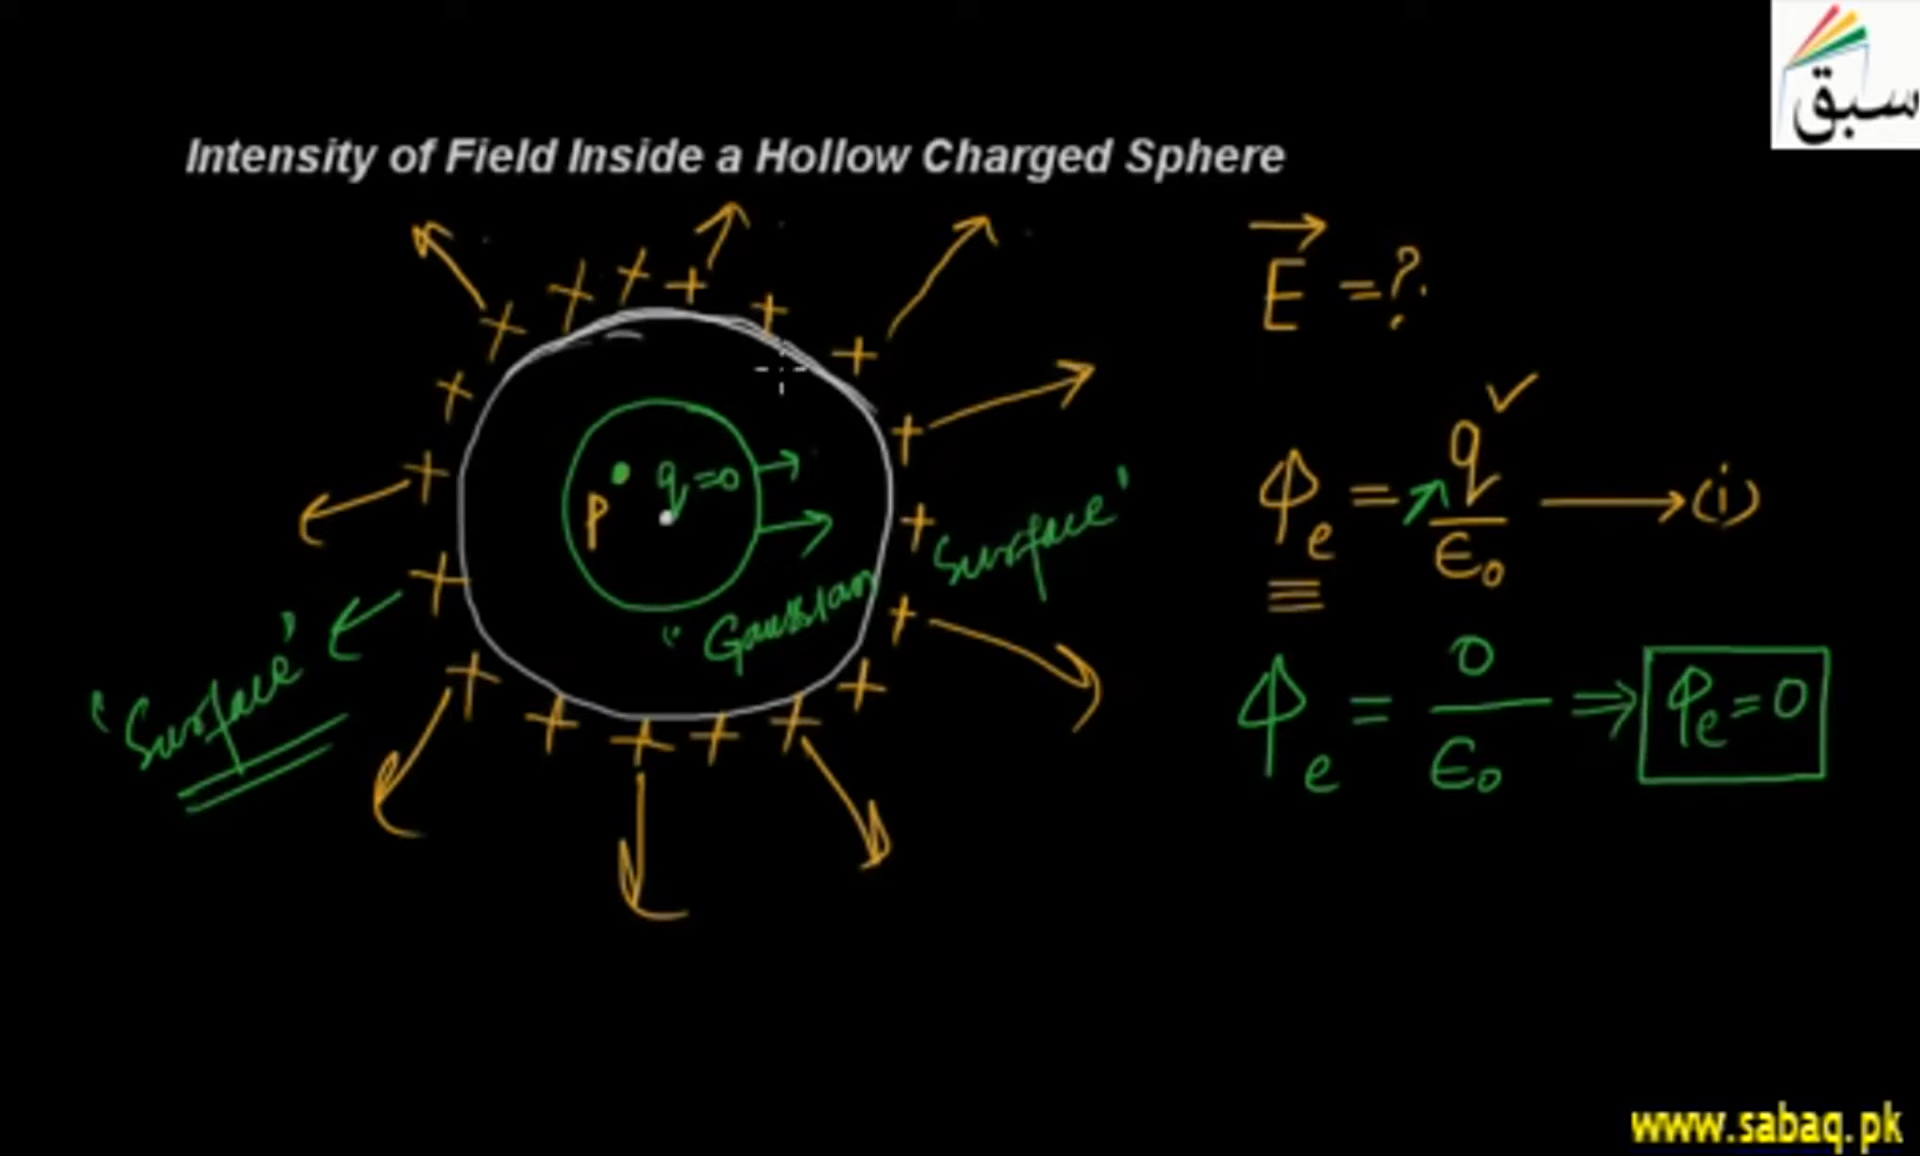 سبق
Intensity of Field Inside a Hollow Charged Sphere
+ + + + + + + + + + + + + + + + + + + +
E⃗ = ?
Φe = q/ε₀ ⟶ (i)
q = 0
P
"Gaussian Surface'
'Surface'
Φe = 0/ε₀ ⇒ φe = 0
www.sabaq.pk